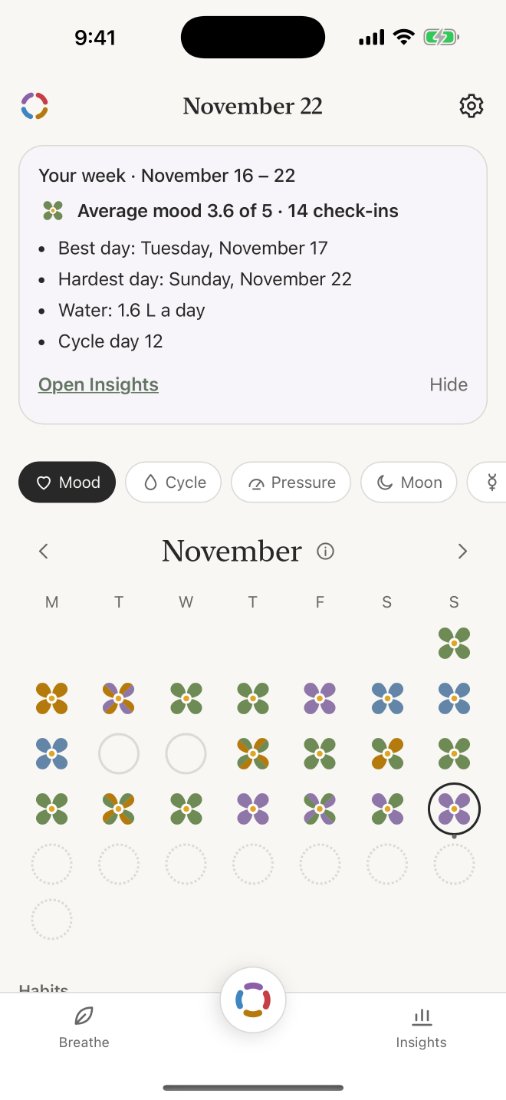 9:41
November 22
Your week · November 16 – 22
Average mood 3.6 of 5 · 14 check-ins
• Best day: Tuesday, November 17
• Hardest day: Sunday, November 22
• Water: 1.6 L a day
• Cycle day 12
Open Insights Hide
Mood Cycle Pressure Moon
November
M T W T F S S
Habits
Breathe Insights